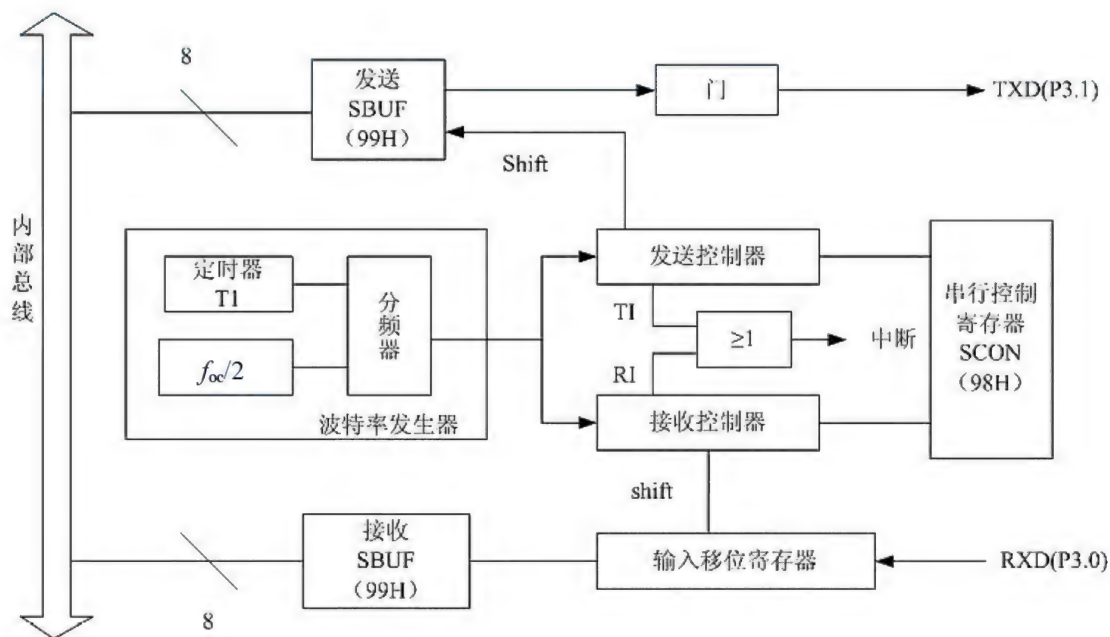 8
发送
SBUF
（99H）
门
TXD(P3.1)
Shift
内部总线
定时器
T1
分频器
f_oc/2
波特率发生器
发送控制器
TI
≥1
中断
RI
接收控制器
串行控制
寄存器
SCON
（98H）
shift
接收
SBUF
（99H）
输入移位寄存器
RXD(P3.0)
8